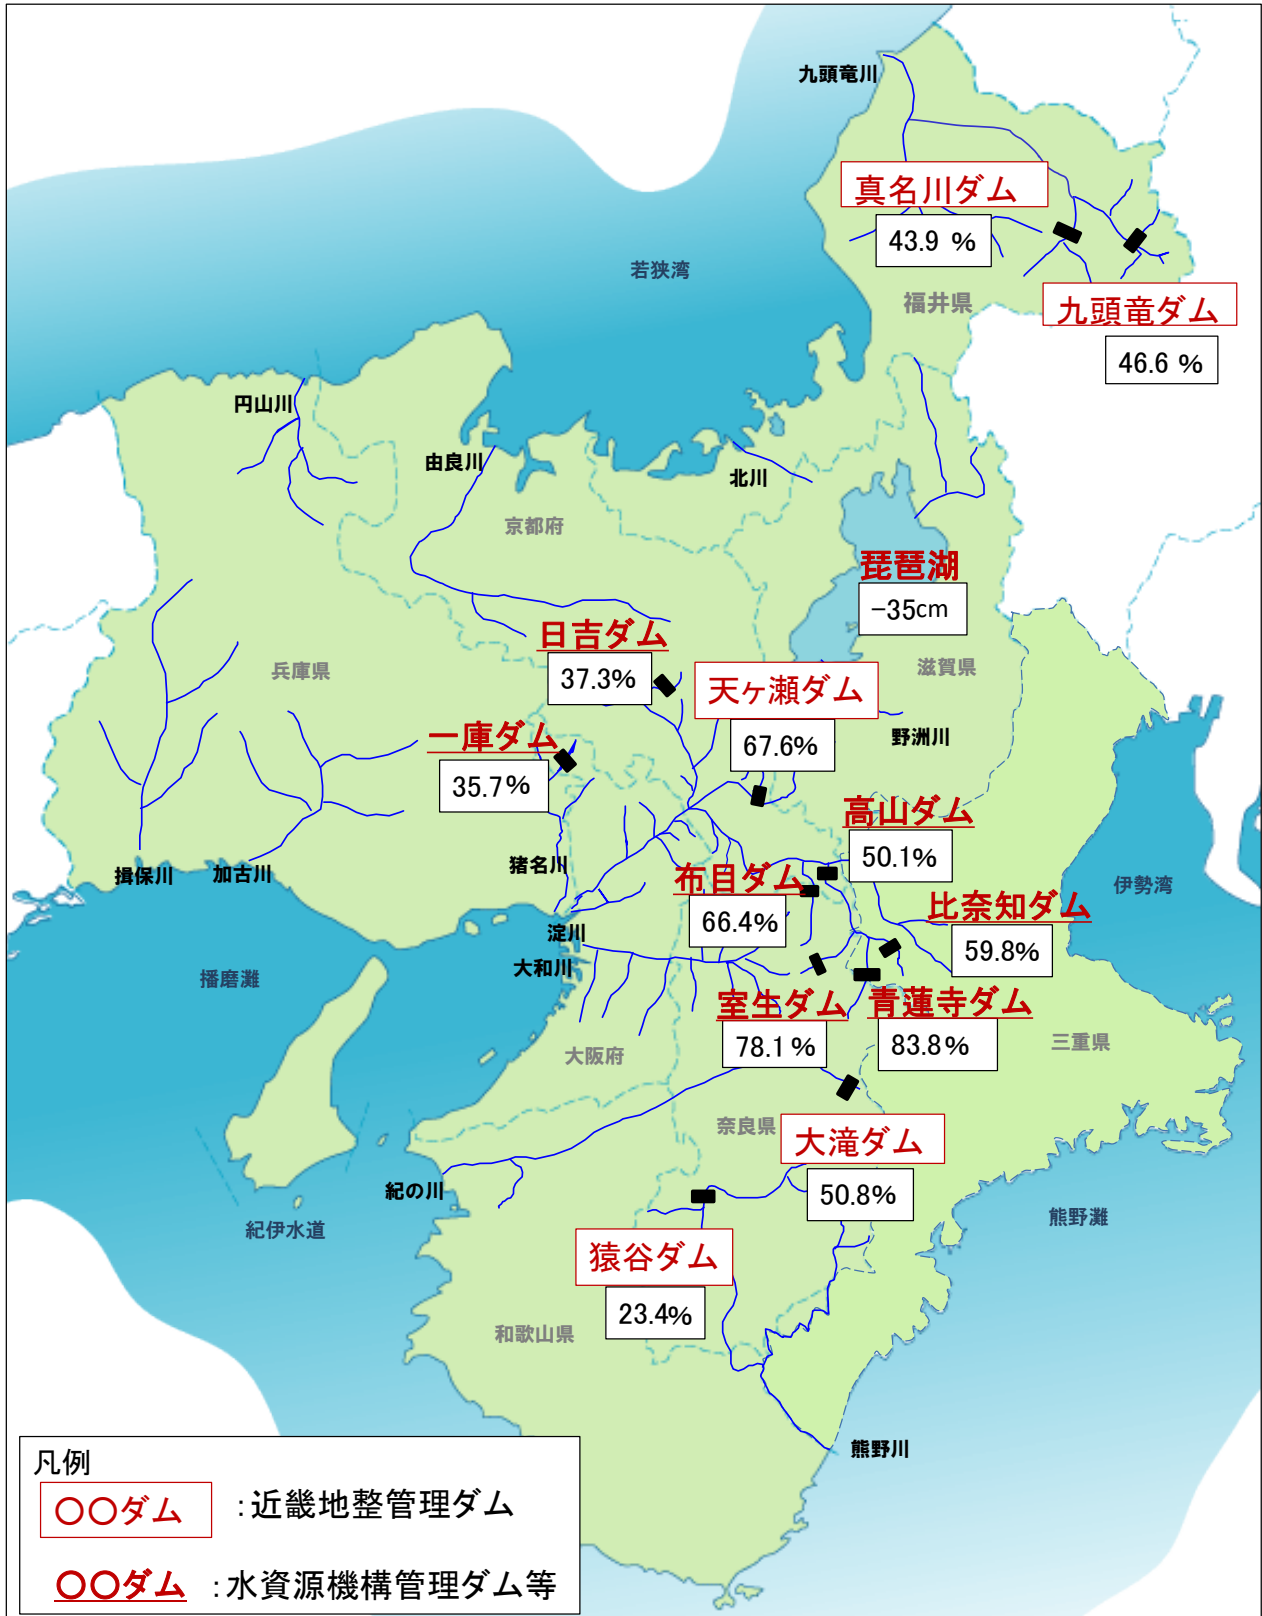 九頭竜川
真名川ダム
43.9 %
若狭湾
福井県
九頭竜ダム
46.6 %
円山川
由良川
北川
京都府
琵琶湖
-35cm
日吉ダム
37.3%
兵庫県
滋賀県
天ヶ瀬ダム
67.6%
野洲川
一庫ダム
35.7%
高山ダム
50.1%
猪名川
揖保川
加古川
布目ダム
66.4%
伊勢湾
比奈知ダム
59.8%
淀川
大和川
播磨灘
室生ダム
78.1%
青蓮寺ダム
83.8%
大阪府
三重県
奈良県
大滝ダム
50.8%
紀の川
紀伊水道
熊野灘
猿谷ダム
23.4%
和歌山県
熊野川
凡例
〇〇ダム :近畿地整管理ダム
〇〇ダム :水資源機構管理ダム等